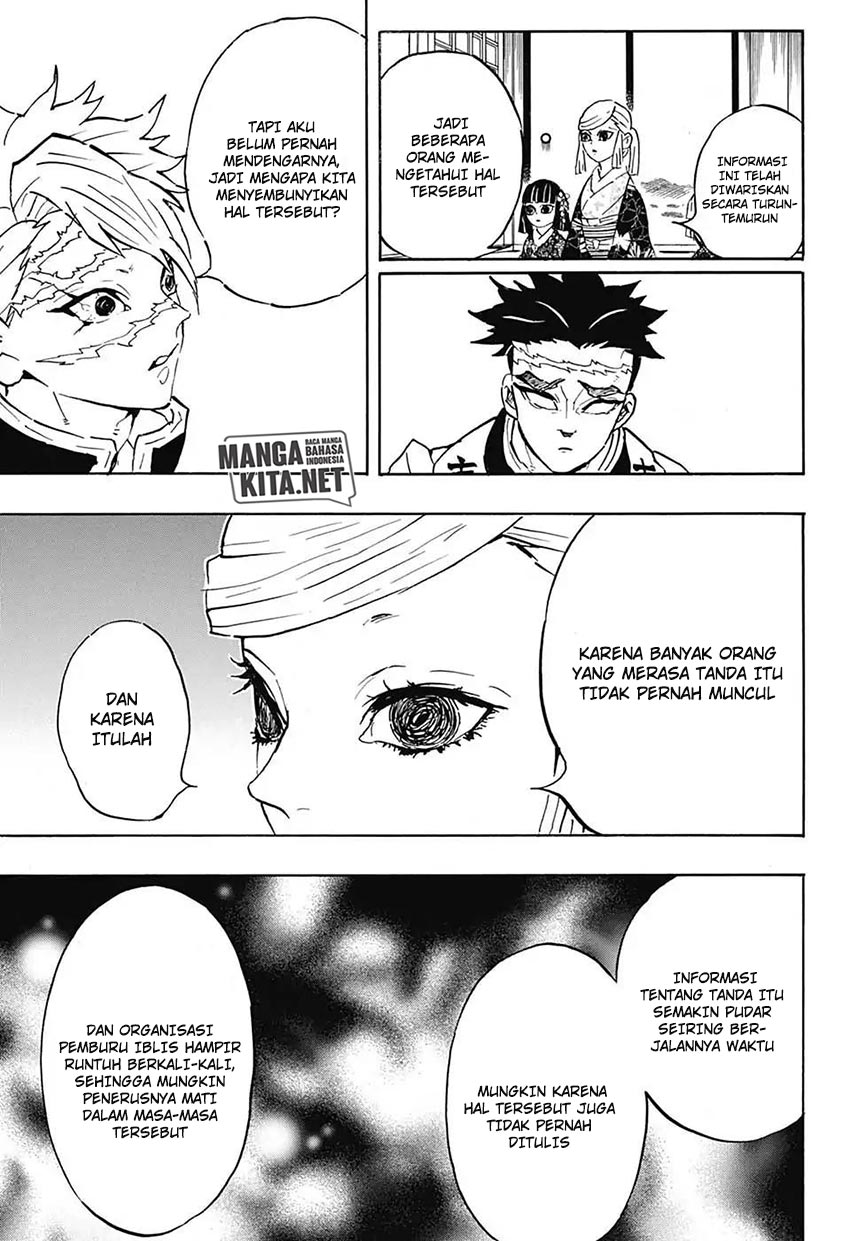 INFORMASI
INI TELAH
DIWARISKAN
SECARA TURUN-
TEMURUN
JADI
BEBERAPA
ORANG ME-
NGETAHUI HAL
TERSEBUT
TAPI AKU
BELUM PERNAH
MENDENGARNYA,
JADI MENGAPA KITA
MENYEMBUNYIKAN
HAL TERSEBUT?
MANGA
KITA.NET
BACA MANGA
BAHASA
INDONESIA
KARENA BANYAK ORANG
YANG MERASA TANDA ITU
TIDAK PERNAH MUNCUL
DAN
KARENA
ITULAH
INFORMASI
TENTANG TANDA ITU
SEMAKIN PUDAR
SEIRING BER-
JALANNYA WAKTU
MUNGKIN KARENA
HAL TERSEBUT JUGA
TIDAK PERNAH
DITULIS
DAN ORGANISASI
PEMBURU IBLIS HAMPIR
RUNTUH BERKALI-KALI,
SEHINGGA MUNGKIN
PENERUSNYA MATI
DALAM MASA-MASA
TERSEBUT